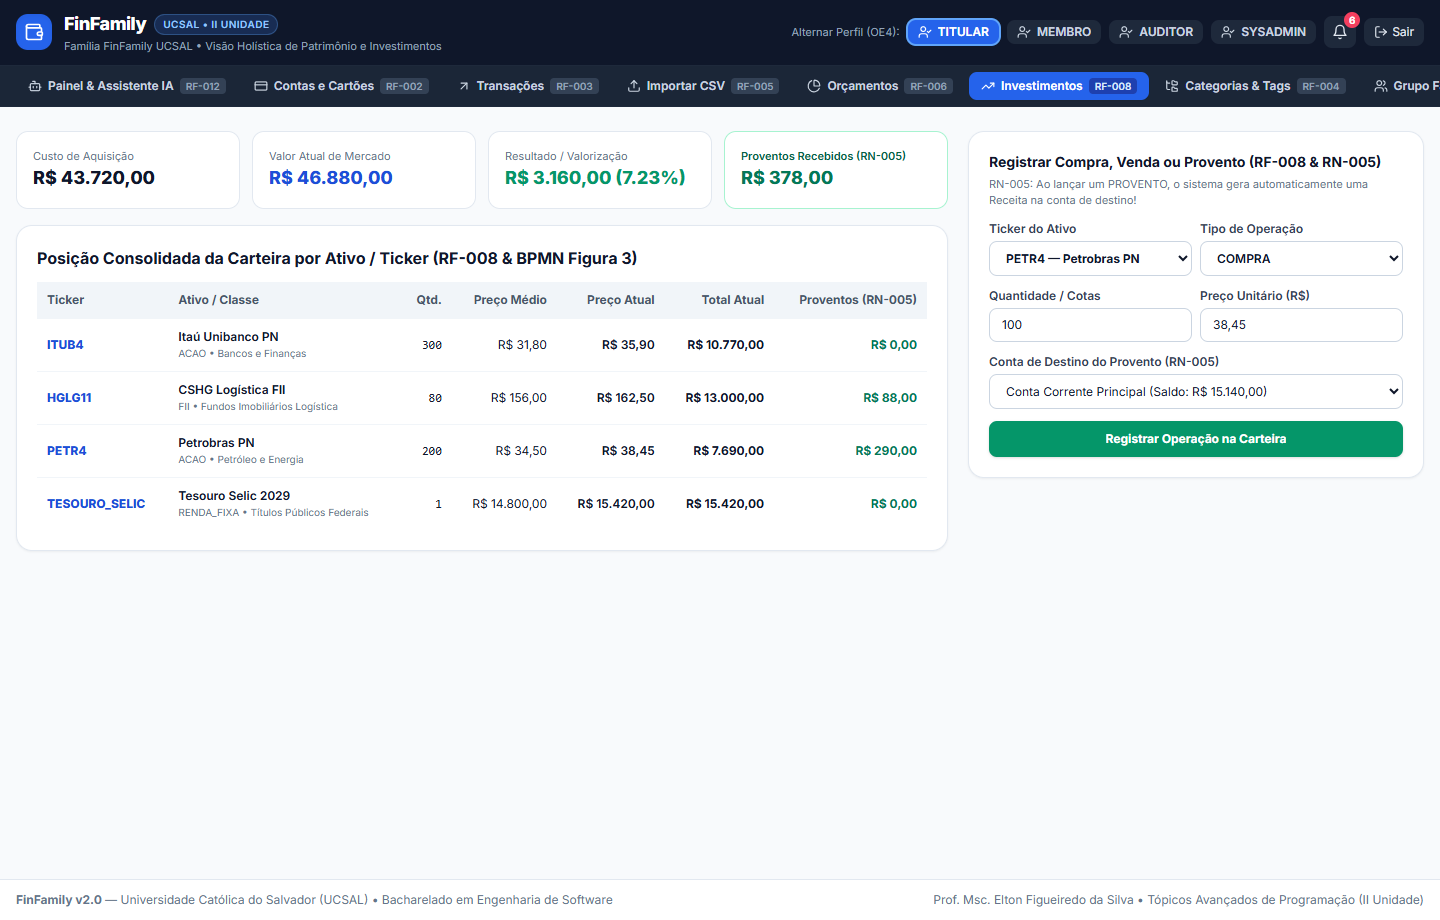 FinFamily UCSAL • II UNIDADE
Família FinFamily UCSAL • Visão Holística de Patrimônio e Investimentos
Alternar Perfil (OE4): TITULAR MEMBRO AUDITOR SYSADMIN 6 Sair
Painel & Assistente IA RF-012 Contas e Cartões RF-002 Transações RF-003 Importar CSV RF-005 Orçamentos RF-006 Investimentos RF-008 Categorias & Tags RF-004 Grupo F
Custo de Aquisição
R$ 43.720,00
Valor Atual de Mercado
R$ 46.880,00
Resultado / Valorização
R$ 3.160,00 (7.23%)
Proventos Recebidos (RN-005)
R$ 378,00
Posição Consolidada da Carteira por Ativo / Ticker (RF-008 & BPMN Figura 3)
Ticker Ativo / Classe Qtd. Preço Médio Preço Atual Total Atual Proventos (RN-005)
ITUB4 Itaú Unibanco PN 300 R$ 31,80 R$ 35,90 R$ 10.770,00 R$ 0,00
ACAO • Bancos e Finanças
HGLG11 CSHG Logística FII 80 R$ 156,00 R$ 162,50 R$ 13.000,00 R$ 88,00
FII • Fundos Imobiliários Logística
PETR4 Petrobras PN 200 R$ 34,50 R$ 38,45 R$ 7.690,00 R$ 290,00
ACAO • Petróleo e Energia
TESOURO_SELIC Tesouro Selic 2029 1 R$ 14.800,00 R$ 15.420,00 R$ 15.420,00 R$ 0,00
RENDA_FIXA • Títulos Públicos Federais
Registrar Compra, Venda ou Provento (RF-008 & RN-005)
RN-005: Ao lançar um PROVENTO, o sistema gera automaticamente uma
Receita na conta de destino!
Ticker do Ativo Tipo de Operação
PETR4 — Petrobras PN COMPRA
Quantidade / Cotas Preço Unitário (R$)
100 38,45
Conta de Destino do Provento (RN-005)
Conta Corrente Principal (Saldo: R$ 15.140,00)
Registrar Operação na Carteira
FinFamily v2.0 — Universidade Católica do Salvador (UCSAL) • Bacharelado em Engenharia de Software
Prof. Msc. Elton Figueiredo da Silva • Tópicos Avançados de Programação (II Unidade)